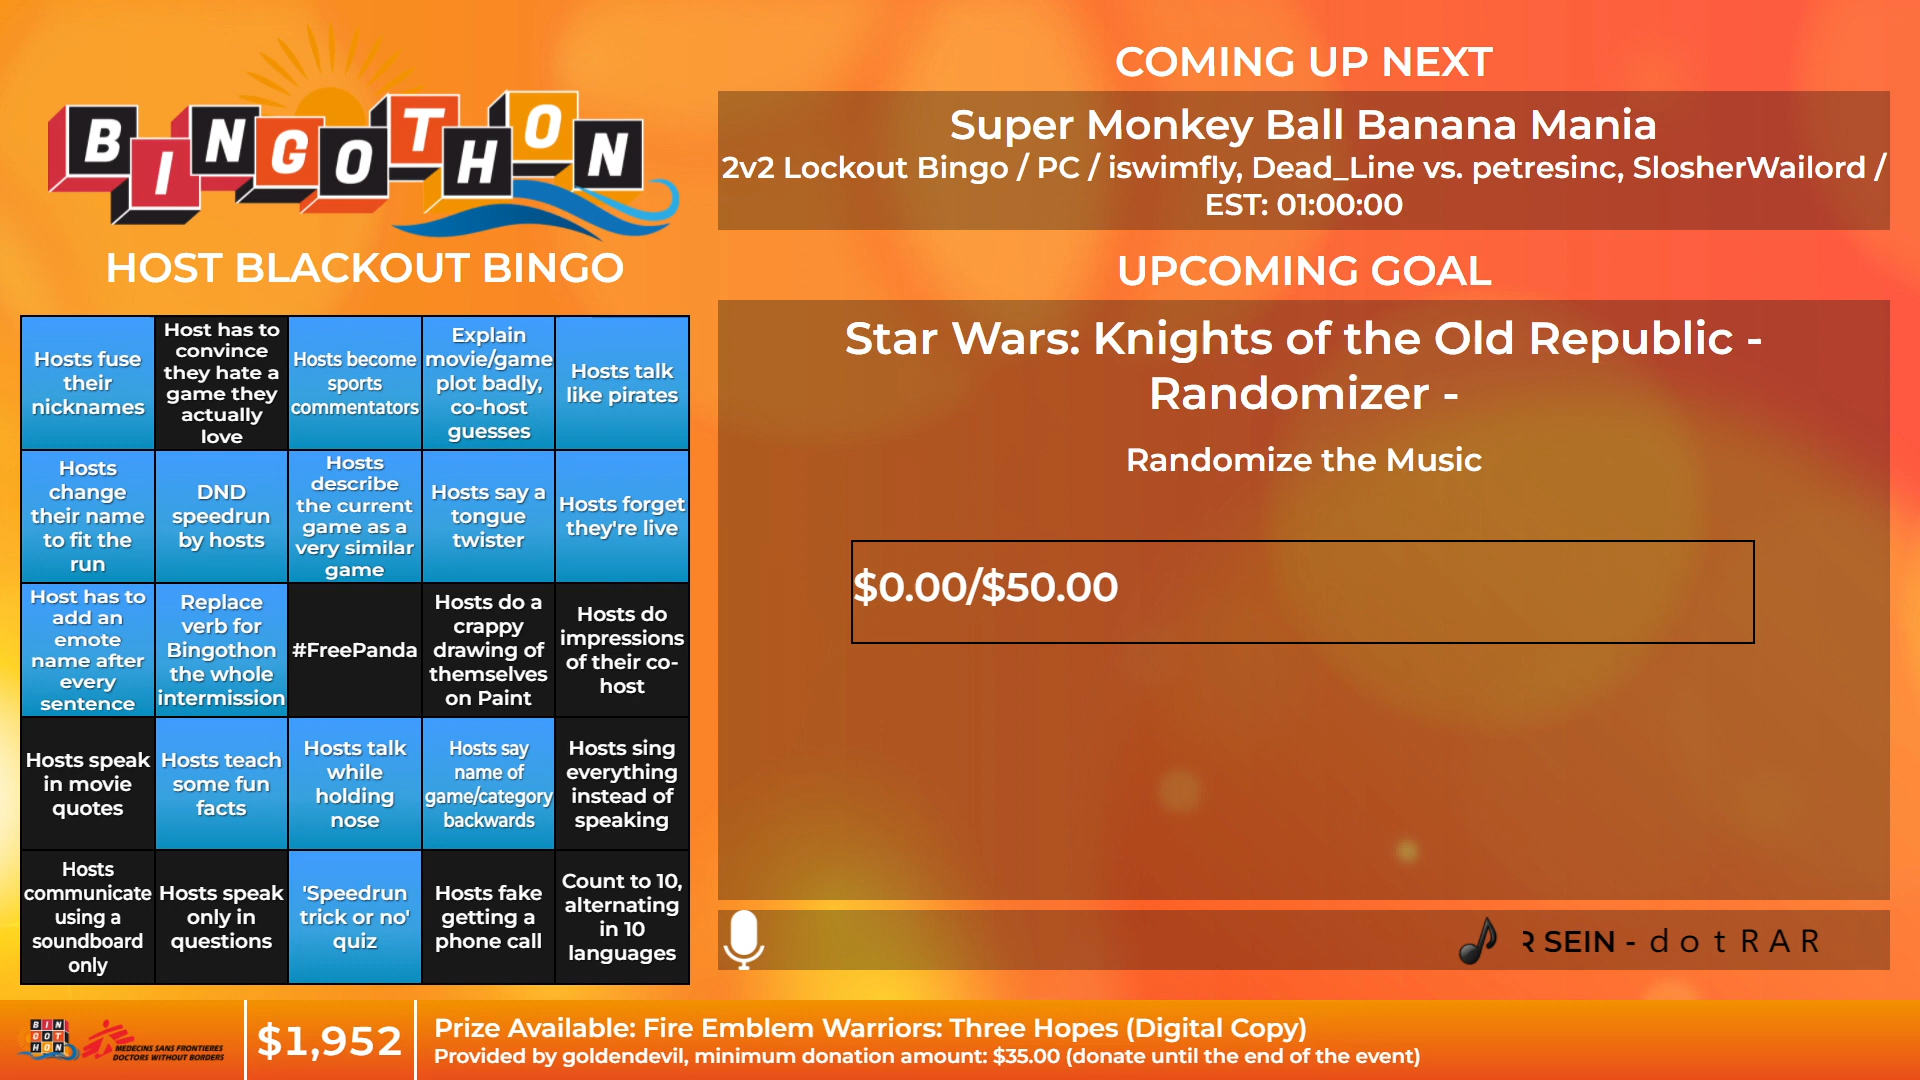 BINGOTHON
HOST BLACKOUT BINGO
Hosts fuse
their
nicknames
Host has to
convince
they hate a
game they
actually
love
Hosts become
sports
commentators
Explain
movie/game
plot badly,
co-host
guesses
Hosts talk
like pirates
Hosts
change
their name
to fit the
run
DND
speedrun
by hosts
Hosts
describe
the current
game as a
very similar
game
Hosts say a
tongue
twister
Hosts forget
they're live
Host has to
add an
emote
name after
every
sentence
Replace
verb for
Bingothon
the whole
intermission
#FreePanda
Hosts do a
crappy
drawing of
themselves
on Paint
Hosts do
impressions
of their co-
host
Hosts speak
in movie
quotes
Hosts teach
some fun
facts
Hosts talk
while
holding
nose
Hosts say
name of
game/category
backwards
Hosts sing
everything
instead of
speaking
Hosts
communicate
using a
soundboard
only
Hosts speak
only in
questions
'Speedrun
trick or no'
quiz
Hosts fake
getting a
phone call
Count to 10,
alternating
in 10
languages
COMING UP NEXT
Super Monkey Ball Banana Mania
2v2 Lockout Bingo / PC / iswimfly, Dead_Line vs. petresinc, SlosherWailord /
EST: 01:00:00
UPCOMING GOAL
Star Wars: Knights of the Old Republic -
Randomizer -
Randomize the Music
$0.00/$50.00
R SEIN - d o t R A R
BINGOTHON
MEDECINS SANS FRONTIERES
DOCTORS WITHOUT BORDERS
$1,952
Prize Available: Fire Emblem Warriors: Three Hopes (Digital Copy)
Provided by goldendevil, minimum donation amount: $35.00 (donate until the end of the event)